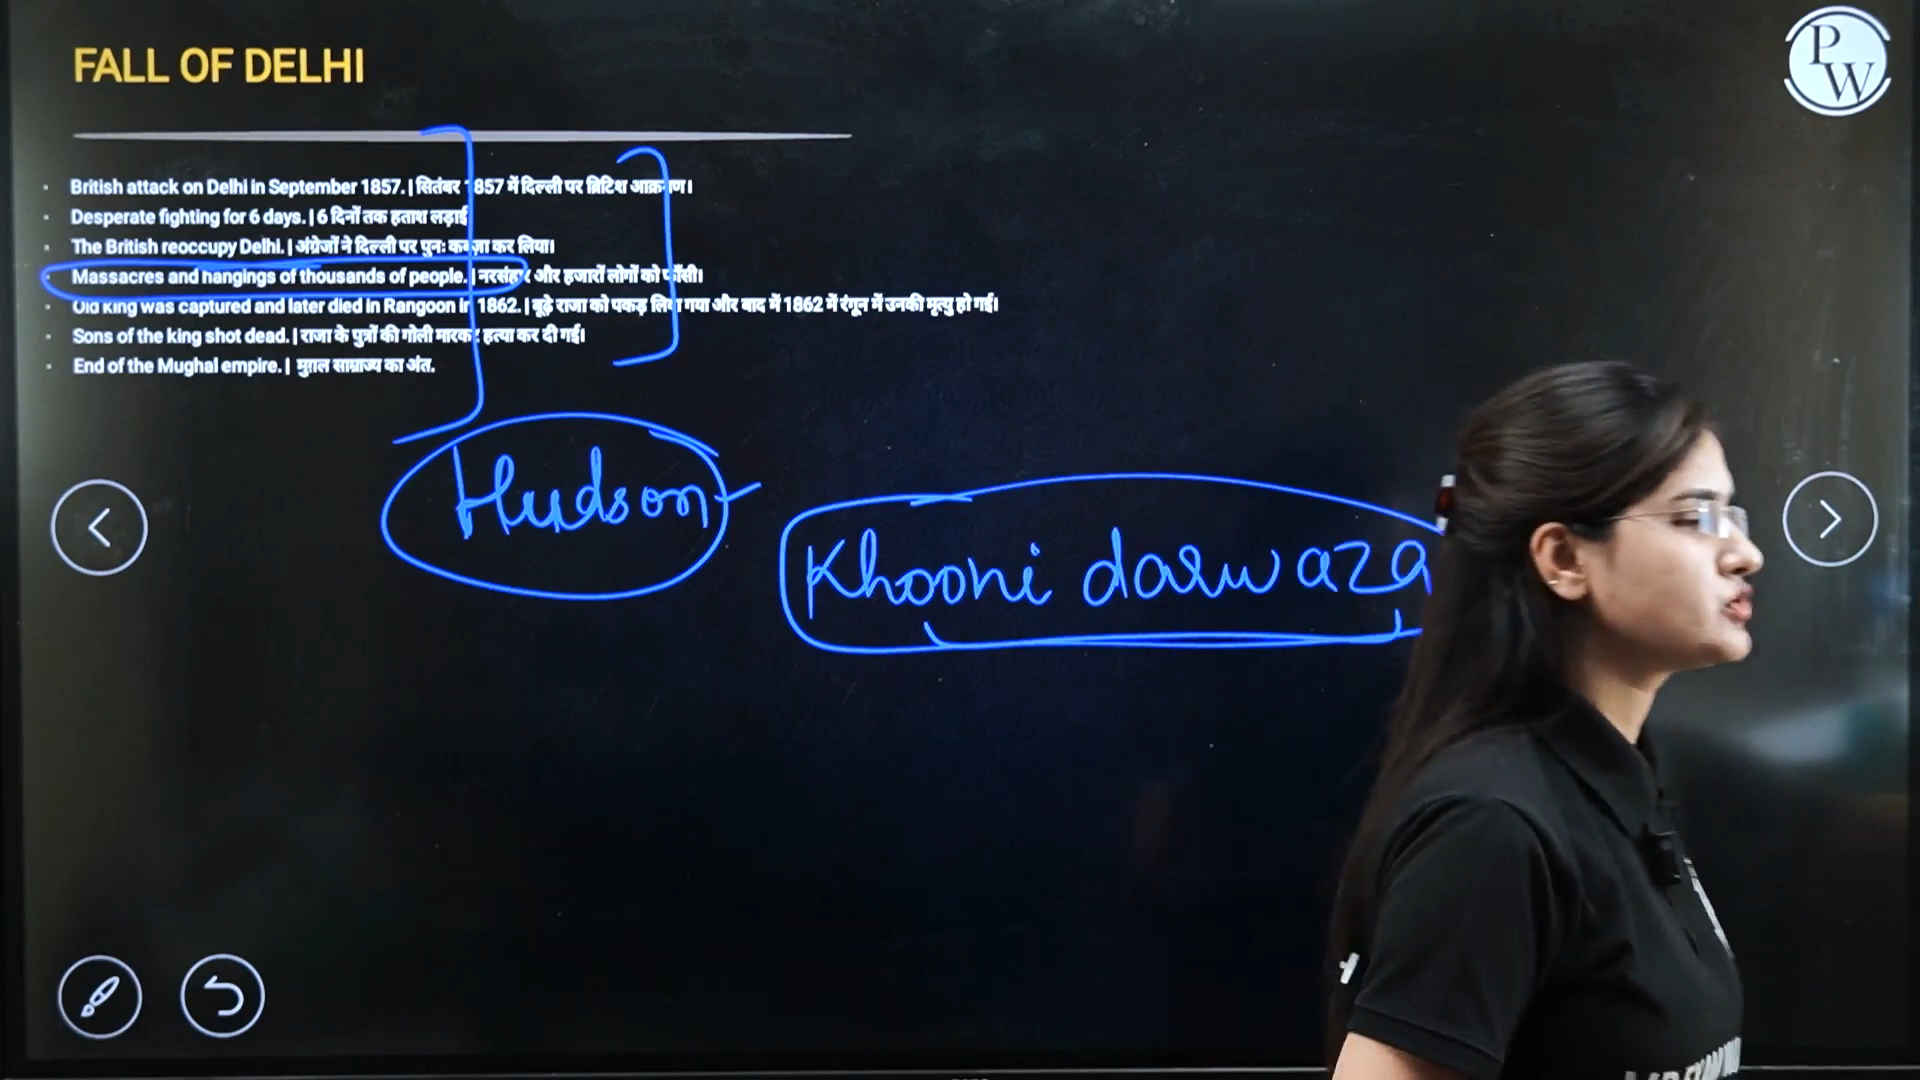 FALL OF DELHI
PW
British attack on Delhi in September 1857. | सितंबर 1857 में दिल्ली पर ब्रिटिश आक्रमण।
Desperate fighting for 6 days. | 6 दिनों तक हताश लड़ाई
The British reoccupy Delhi. | अंग्रेजों ने दिल्ली पर पुनः कब्ज़ा कर लिया।
Massacres and hangings of thousands of people. | नरसंहार और हजारों लोगों को फाँसी।
Old King was captured and later died in Rangoon in 1862. | बूढ़े राजा को पकड़ लिया गया और बाद में 1862 में रंगून में उनकी मृत्यु हो गई।
Sons of the king shot dead. | राजा के पुत्रों की गोली मारकर हत्या कर दी गई।
End of the Mughal empire. | मुग़ल साम्राज्य का अंत.
Hudson
Khooni darwaza